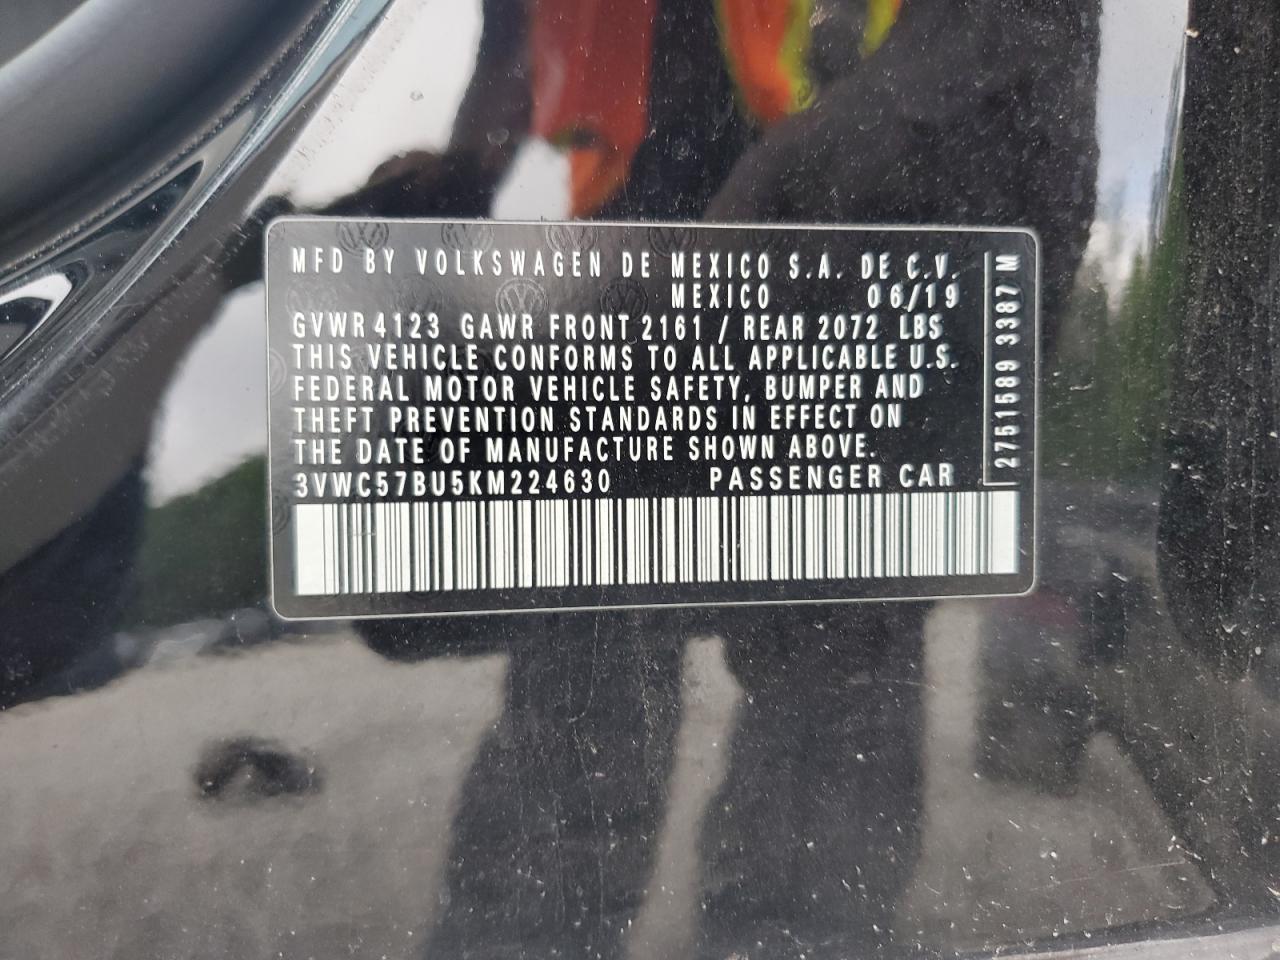 MFD BY VOLKSWAGEN DE MEXICO S.A. DE C.V.
MEXICO 06/19
GVWR 4123 GAWR FRONT 2161 / REAR 2072 LBS
THIS VEHICLE CONFORMS TO ALL APPLICABLE U.S.
FEDERAL MOTOR VEHICLE SAFETY, BUMPER AND
THEFT PREVENTION STANDARDS IN EFFECT ON
THE DATE OF MANUFACTURE SHOWN ABOVE.
3VWC57BU5KM224630 PASSENGER CAR
2751589 3387 M